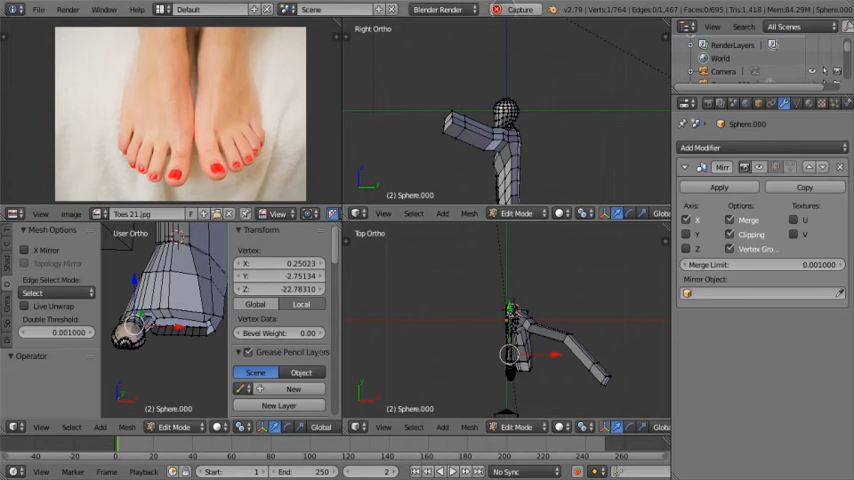 File Render Window Help Default Scene Blender Render Capture v2.79 | Verts:1/764 | Edges:0/1,467 | Faces:0/695 | Tris:1,418 | Mem:84.29M | Sphere.000
View Search All Scenes
RenderLayers
World
Camera
Right Ortho
(2) Sphere.000
Sphere.000
Add Modifier
Mirr
Apply Copy
Axis: Options: Textures:
X Merge U
Y Clipping V
Z Vertex Gro...
Merge Limit: 0.001000
Mirror Object:
View Image Toes 21.jpg F View
View Select Add Mesh Edit Mode Globa
Mesh Options
X Mirror
Topology Mirror
Edge Select Mode:
Select
Live Unwrap
Double Threshold:
0.001000
Operator
User Ortho
(2) Sphere.000
Transform
Vertex:
X: 0.25023
Y: -2.75134
Z: -22.78310
Global Local
Vertex Data:
Bevel Weight: 0.00
Grease Pencil Layers
Scene Object
New
New Layer
Top Ortho
(2) Sphere.000
View Select Add Mesh Edit Mode Global
View Select Add Mesh Edit Mode Globa
-40 -20 0 20 40 60 80 100 120 140 160 180 200 220 240 260
View Marker Frame Playback Start: 1 End: 250 2 No Sync